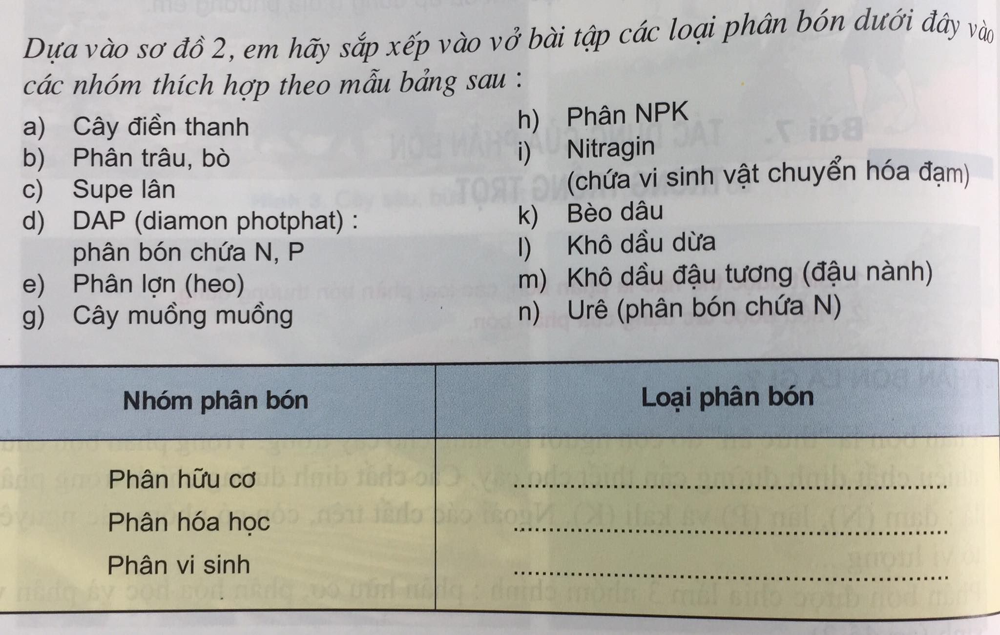 Dựa vào sơ đồ 2, em hãy sắp xếp vào vở bài tập các loại phân bón dưới đây vào
các nhóm thích hợp theo mẫu bảng sau :
a) Cây điền thanh
b) Phân trâu, bò
c) Supe lân
d) DAP (diamon photphat) :
phân bón chứa N, P
e) Phân lợn (heo)
g) Cây muồng muồng
h) Phân NPK
i) Nitragin
(chứa vi sinh vật chuyển hóa đạm)
k) Bèo dâu
l) Khô dầu dừa
m) Khô dầu đậu tương (đậu nành)
n) Urê (phân bón chứa N)
Nhóm phân bón
Loại phân bón
Phân hữu cơ
Phân hóa học
Phân vi sinh